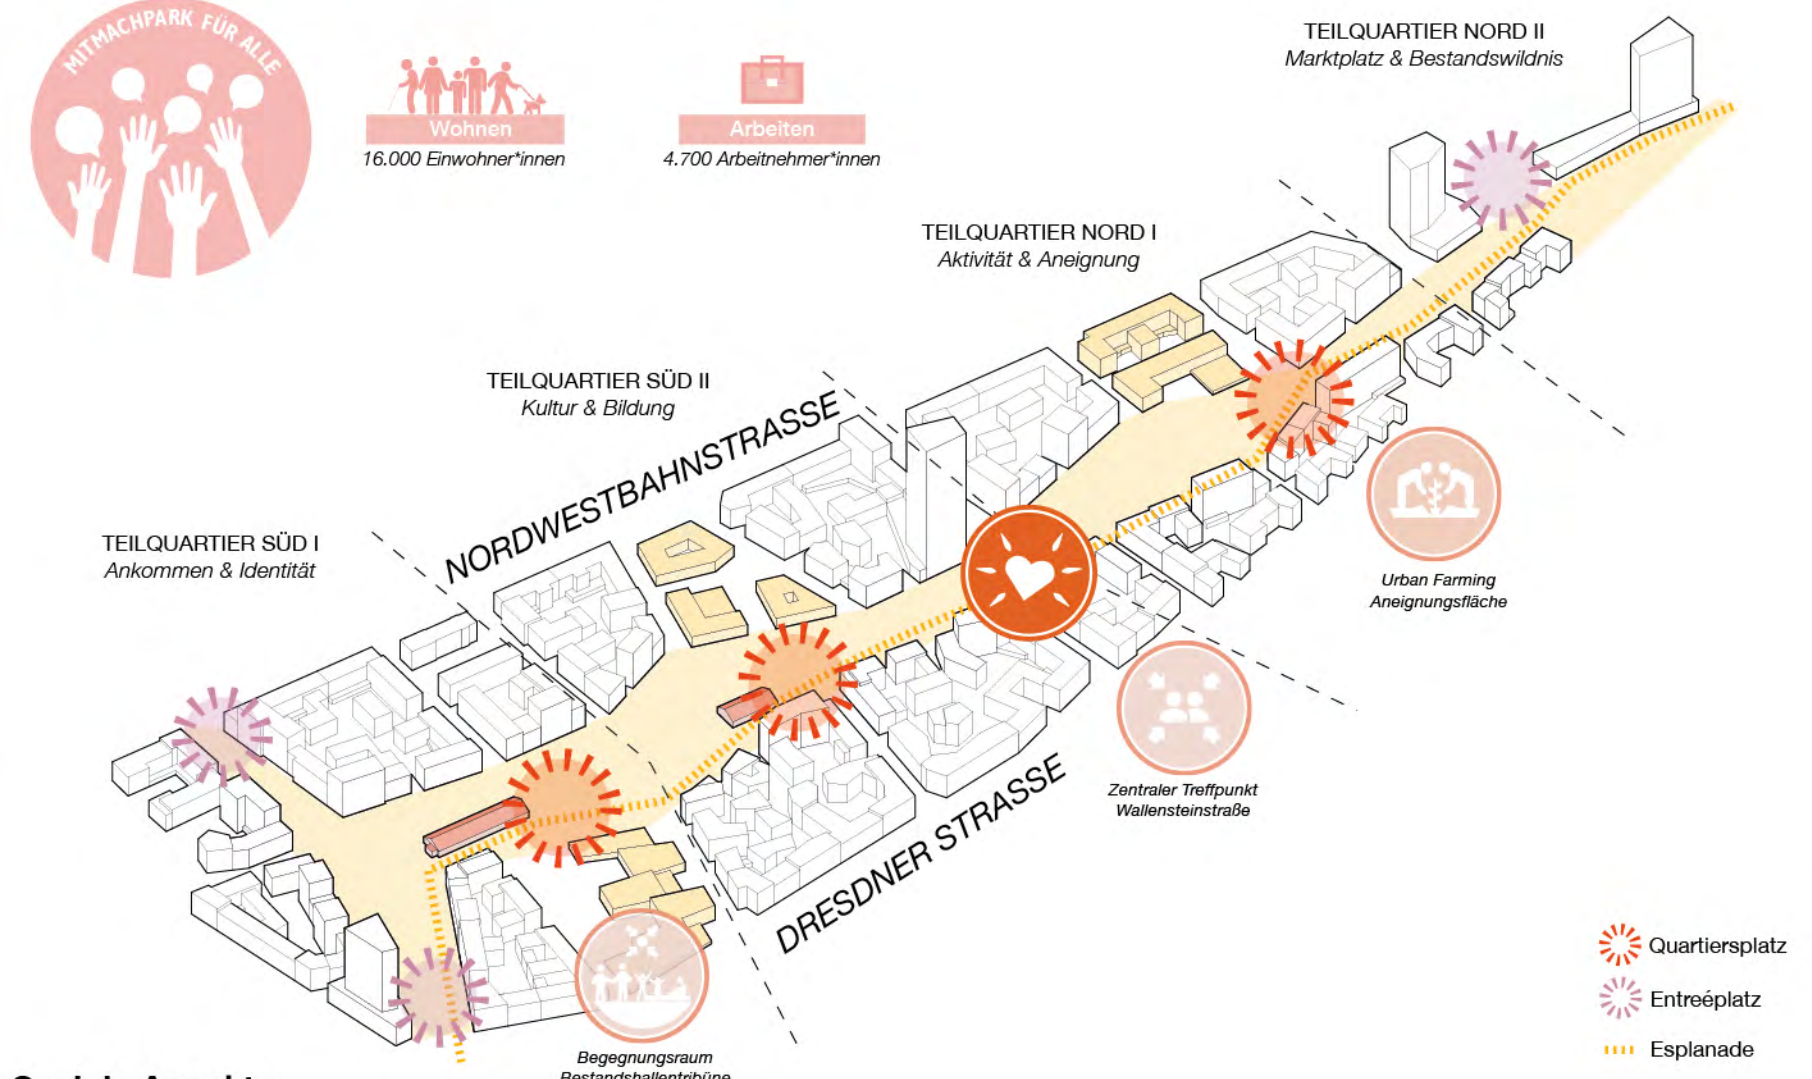 MITMACHPARK FÜR ALLE
Wohnen
16.000 Einwohner*innen
Arbeiten
4.700 Arbeitnehmer*innen
TEILQUARTIER NORD II
Marktplatz & Bestandswildnis
TEILQUARTIER NORD I
Aktivität & Aneignung
TEILQUARTIER SÜD II
Kultur & Bildung
NORDWESTBAHNSTRASSE
TEILQUARTIER SÜD I
Ankommen & Identität
Urban Farming
Aneignungsfläche
Zentraler Treffpunkt
Wallensteinstraße
DRESDNER STRASSE
Quartiersplatz
Entreéplatz
Esplanade
Begegnungsraum
Bestandshallentribüne